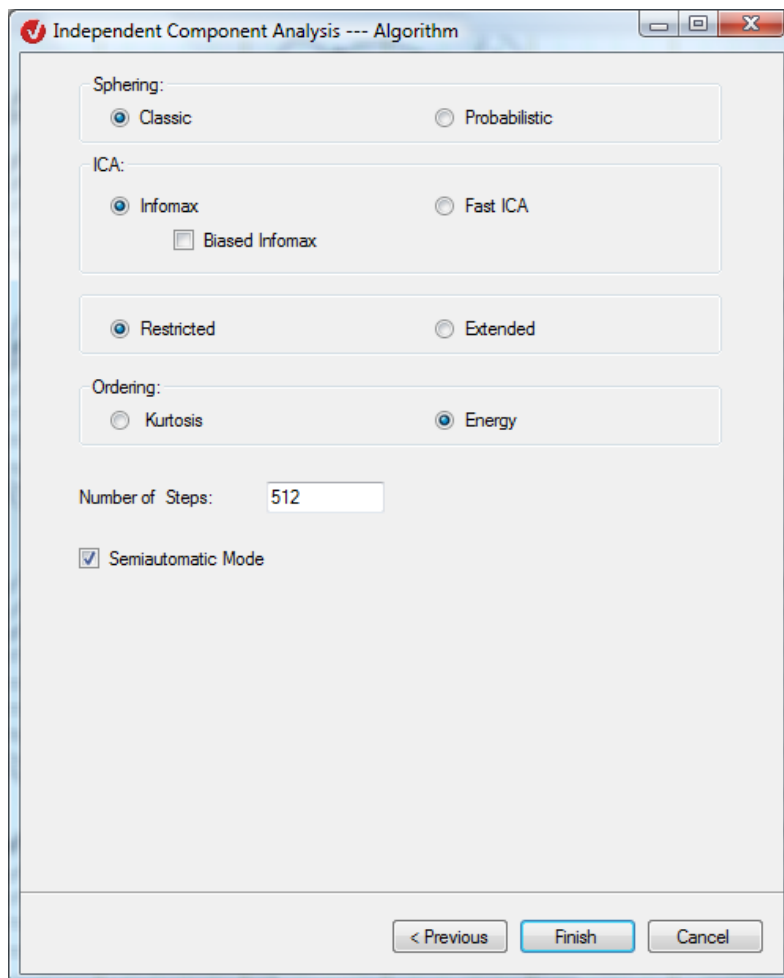 Independent Component Analysis --- Algorithm
Sphering:
Classic Probabilistic
ICA:
Infomax Fast ICA
Biased Infomax
Restricted Extended
Ordering:
Kurtosis Energy
Number of Steps: 512
Semiautomatic Mode
< Previous Finish Cancel